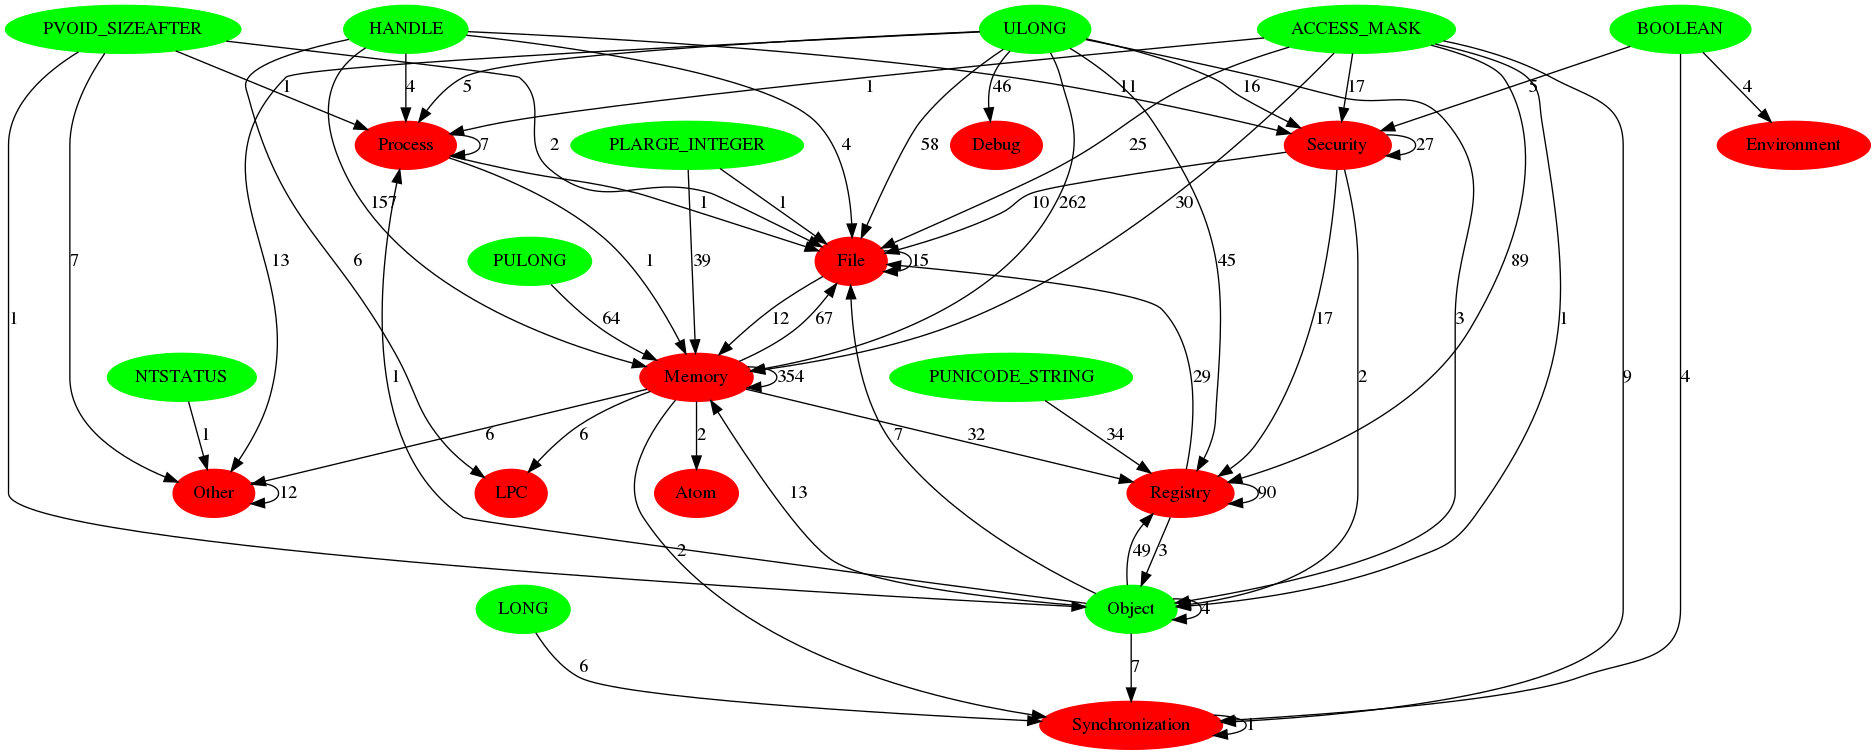 PVOID_SIZEAFTER HANDLE ULONG ACCESS_MASK BOOLEAN
1 4 5 46 1 11 16 17 5 4
Process 7 2 PLARGE_INTEGER 4 58 Debug 25 Security 27 Environment
1 1 10
7 157 6 13 PULONG 1 39 File 15 262 30 45 89
1 64 12 67 17 3 1
NTSTATUS 1 Memory 354 PUNICODE_STRING 29 2 9 4
1 6 6 2 32 34
Other 12 LPC Atom 13 7 Registry 90
2 49 3
LONG Object 4
6 7
Synchronization 1